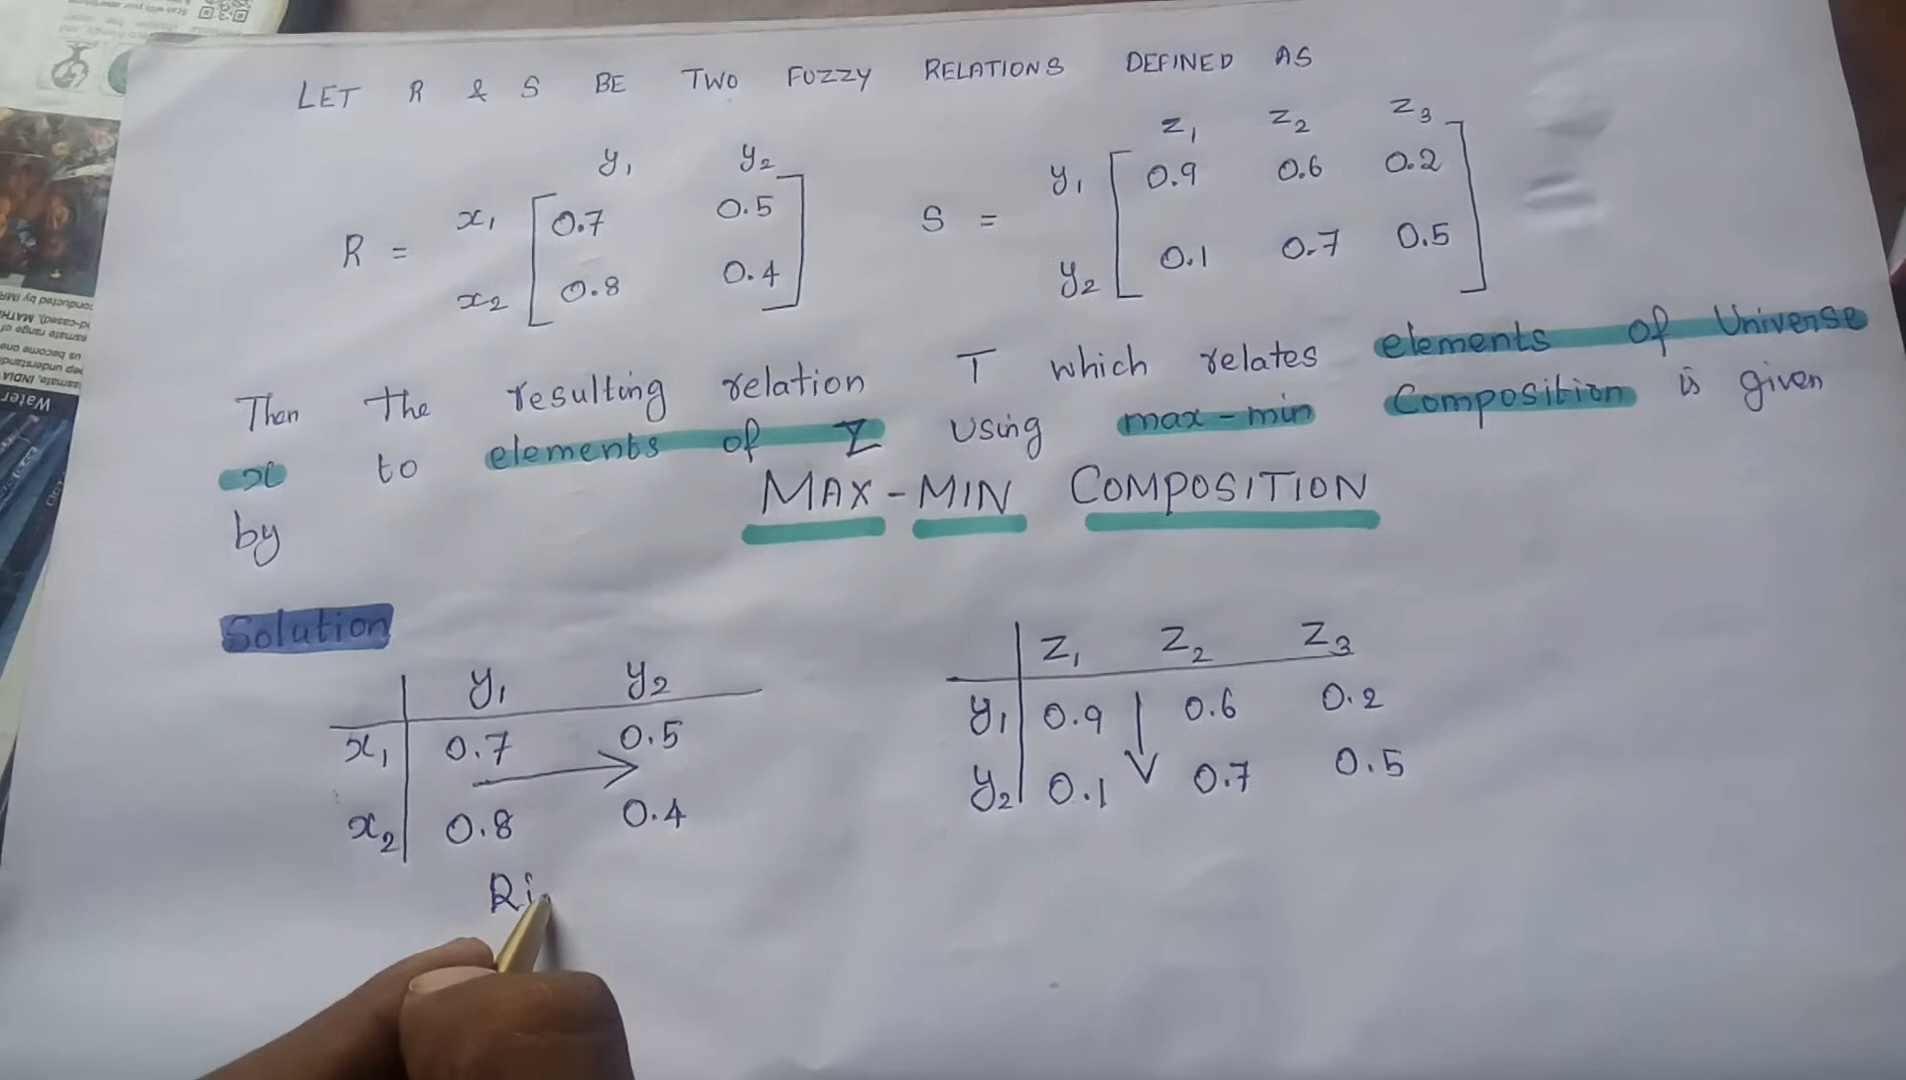 LET R & S BE TWO FUZZY RELATIONS DEFINED AS
y₁ y₂
z₁ z₂ z₃
R = x₁ [0.7 0.5]
x₂ [0.8 0.4]
S = y₁ [0.9 0.6 0.2]
y₂ [0.1 0.7 0.5]
Then the resulting relation T which relates elements of Universe
x to elements of Z using max-min Composition is given
by
MAX-MIN COMPOSITION
Solution
y₁ y₂
x₁ 0.7 0.5
x₂ 0.8 0.4
Ri
z₁ z₂ z₃
y₁ 0.9 0.6 0.2
y₂ 0.1 0.7 0.5
Water